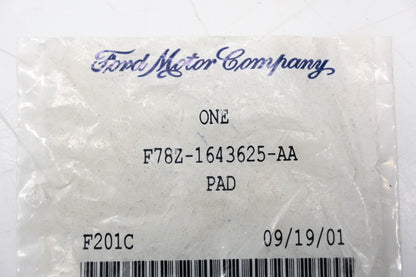 Ford Motor Company
ONE
F78Z-1643625-AA
PAD
F201C 09/19/01